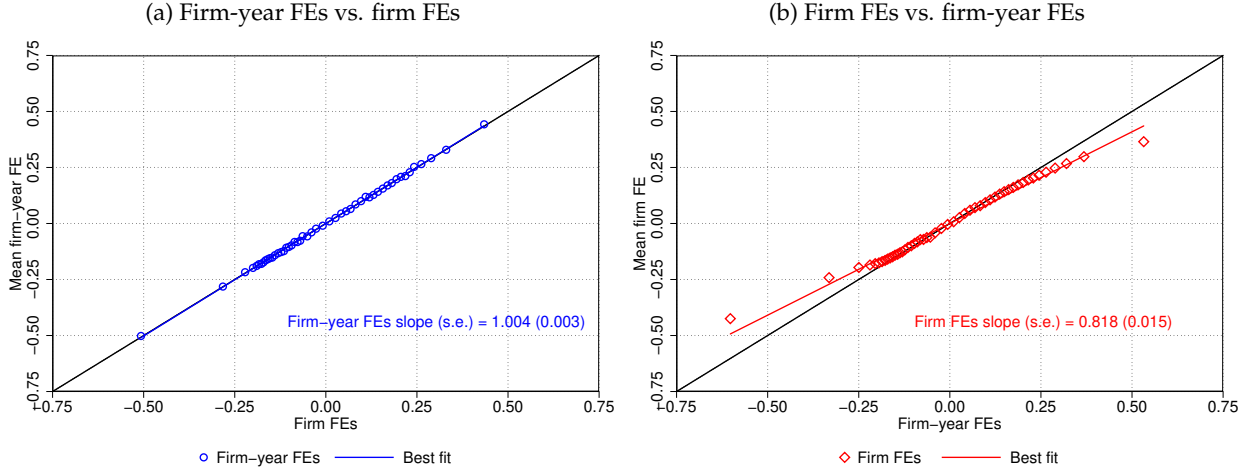 (a) Firm-year FEs vs. firm FEs
Mean firm−year FE
0.75
0.50
0.25
0.00
−0.25
−0.50
−0.75
Firm−year FEs slope (s.e.) = 1.004 (0.003)
−0.75 −0.50 −0.25 0.00 0.25 0.50 0.75
Firm FEs
Firm−year FEs Best fit
(b) Firm FEs vs. firm-year FEs
Mean firm FE
0.75
0.50
0.25
0.00
−0.25
−0.50
−0.75
Firm FEs slope (s.e.) = 0.818 (0.015)
−0.75 −0.50 −0.25 0.00 0.25 0.50 0.75
Firm−year FEs
Firm FEs Best fit